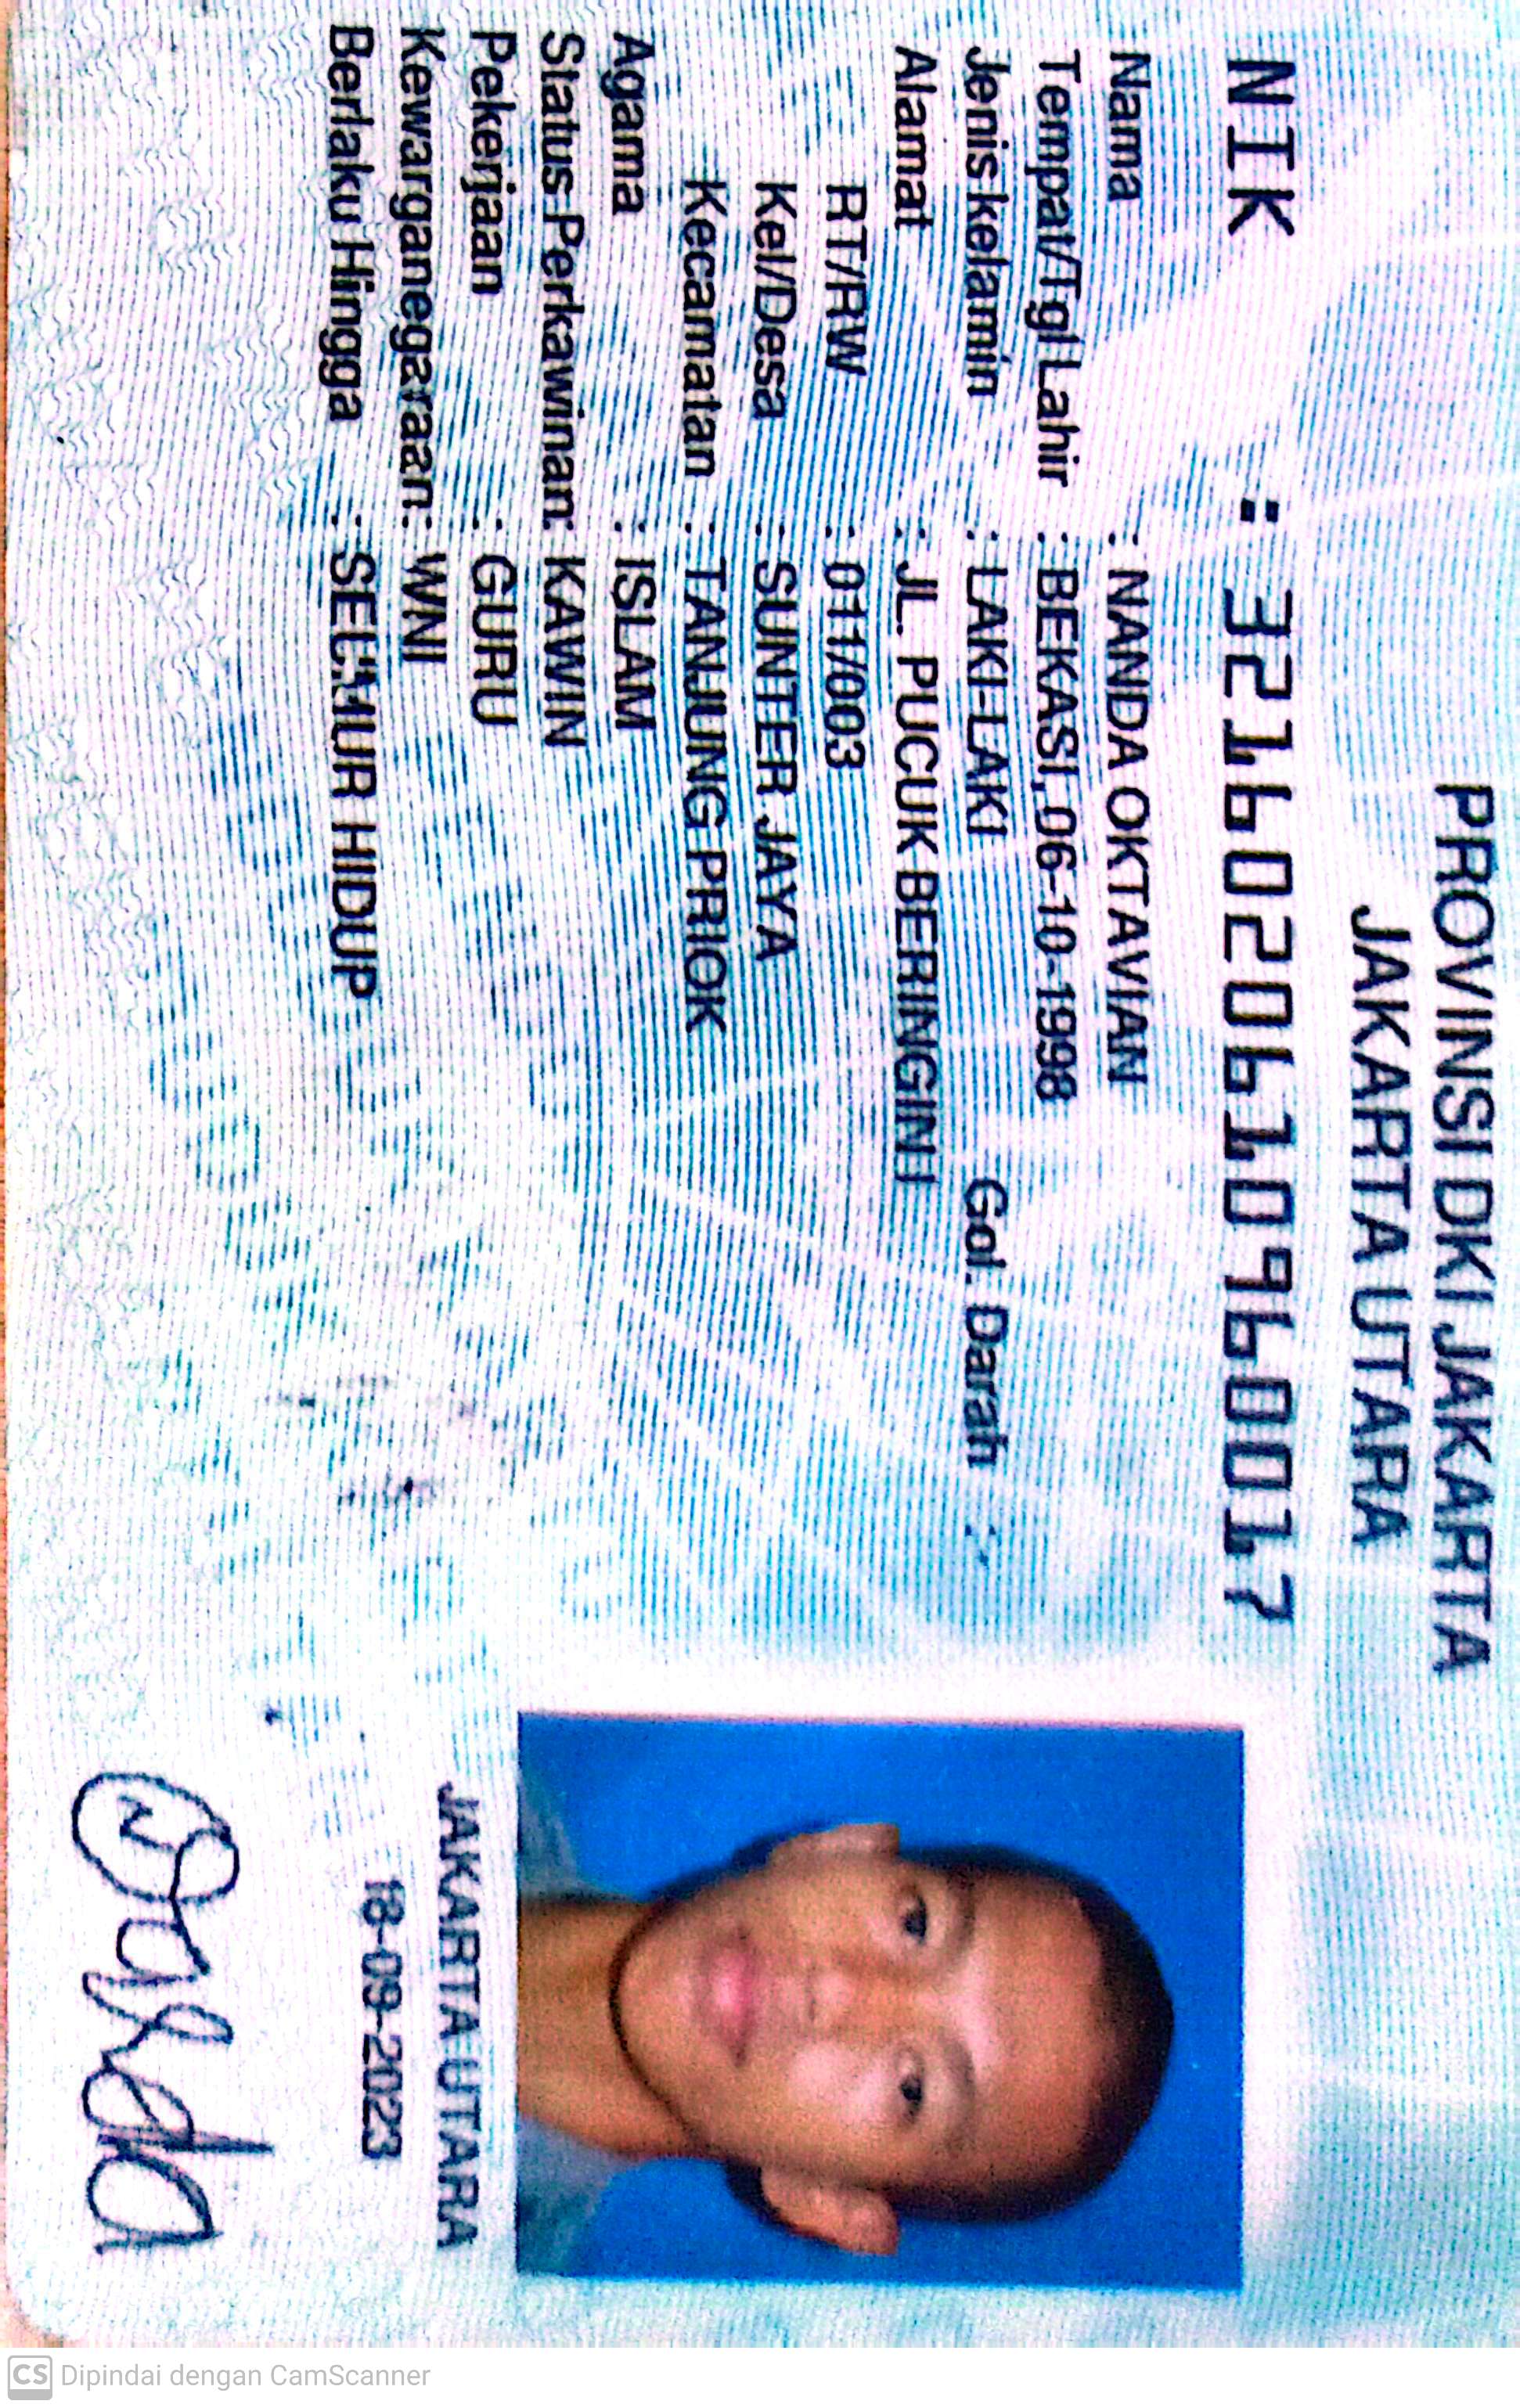 PROVINSI DKI JAKARTA
JAKARTA UTARA
NIK : 3216020610960017
Nama : NANDA OKTAVIAN
Tempat/Tgl Lahir : BEKASI, 06-10-1998
Jenis kelamin : LAKI-LAKI Gol. Darah :
Alamat : JL. PUCUK BERINGIN I
RT/RW : 011/003
Kel/Desa : SUNTER JAYA
Kecamatan : TANJUNG PRIOK
Agama : ISLAM
Status Perkawinan: KAWIN
Pekerjaan : GURU
Kewarganegaraan: WNI
Berlaku Hingga : SEUMUR HIDUP
JAKARTA UTARA
18-09-2023
CS Dipindai dengan CamScanner